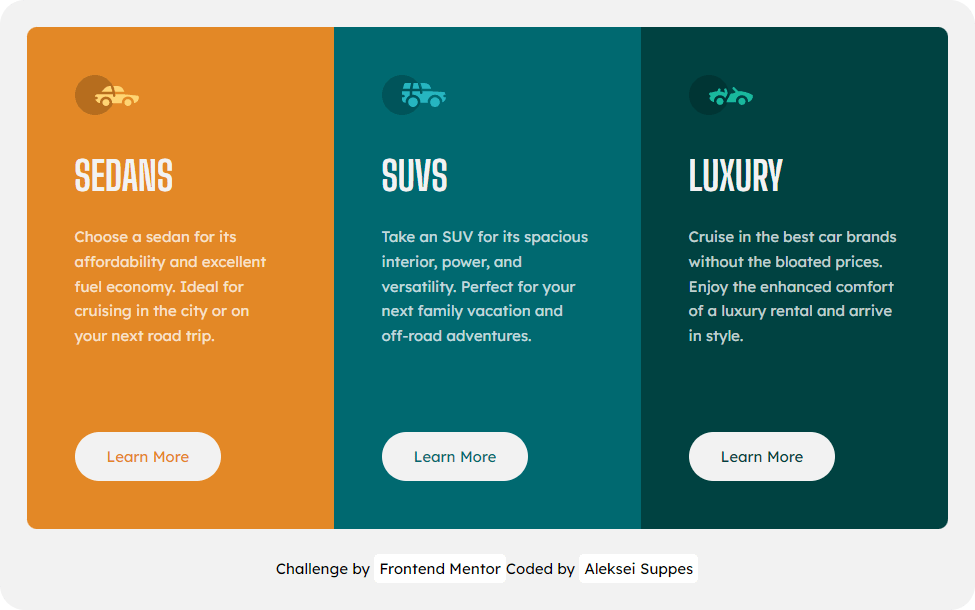 SEDANS
Choose a sedan for its
affordability and excellent
fuel economy. Ideal for
cruising in the city or on
your next road trip.
Learn More
SUVS
Take an SUV for its spacious
interior, power, and
versatility. Perfect for your
next family vacation and
off-road adventures.
Learn More
LUXURY
Cruise in the best car brands
without the bloated prices.
Enjoy the enhanced comfort
of a luxury rental and arrive
in style.
Learn More
Challenge by Frontend Mentor Coded by Aleksei Suppes